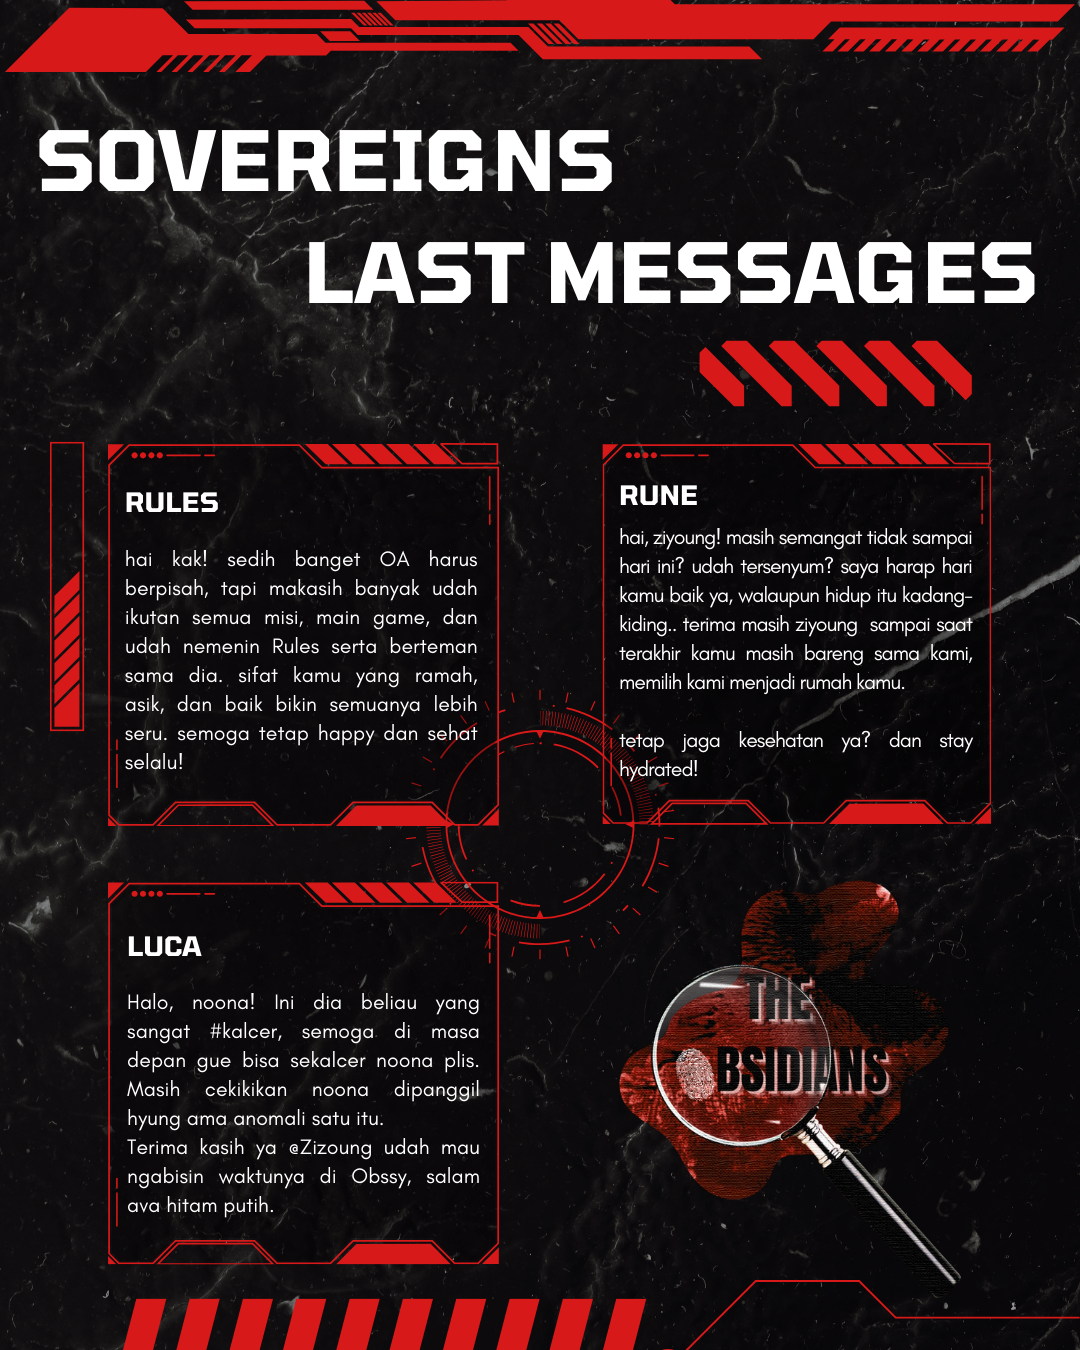 SOVEREIGNS
LAST MESSAGES
RULES
hai kak! sedih banget OA harus
berpisah, tapi makasih banyak udah
ikutan semua misi, main game, dan
udah nemenin Rules serta berteman
sama dia. sifat kamu yang ramah,
asik, dan baik bikin semuanya lebih
seru. semoga tetap happy dan sehat
selalu!
RUNE
hai, ziyoung! masih semangat tidak sampai
hari ini? udah tersenyum? saya harap hari
kamu baik ya, walaupun hidup itu kadang-
kiding.. terima masih ziyoung sampai saat
terakhir kamu masih bareng sama kami,
memilih kami menjadi rumah kamu.
tetap jaga kesehatan ya? dan stay
hydrated!
LUCA
Halo, noona! Ini dia beliau yang
sangat #kalcer, semoga di masa
depan gue bisa sekalcer noona plis.
Masih cekikikan noona dipanggil
hyung ama anomali satu itu.
Terima kasih ya @Zizoung udah mau
ngabisin waktunya di Obssy, salam
ava hitam putih.
THE
BSIDIANS